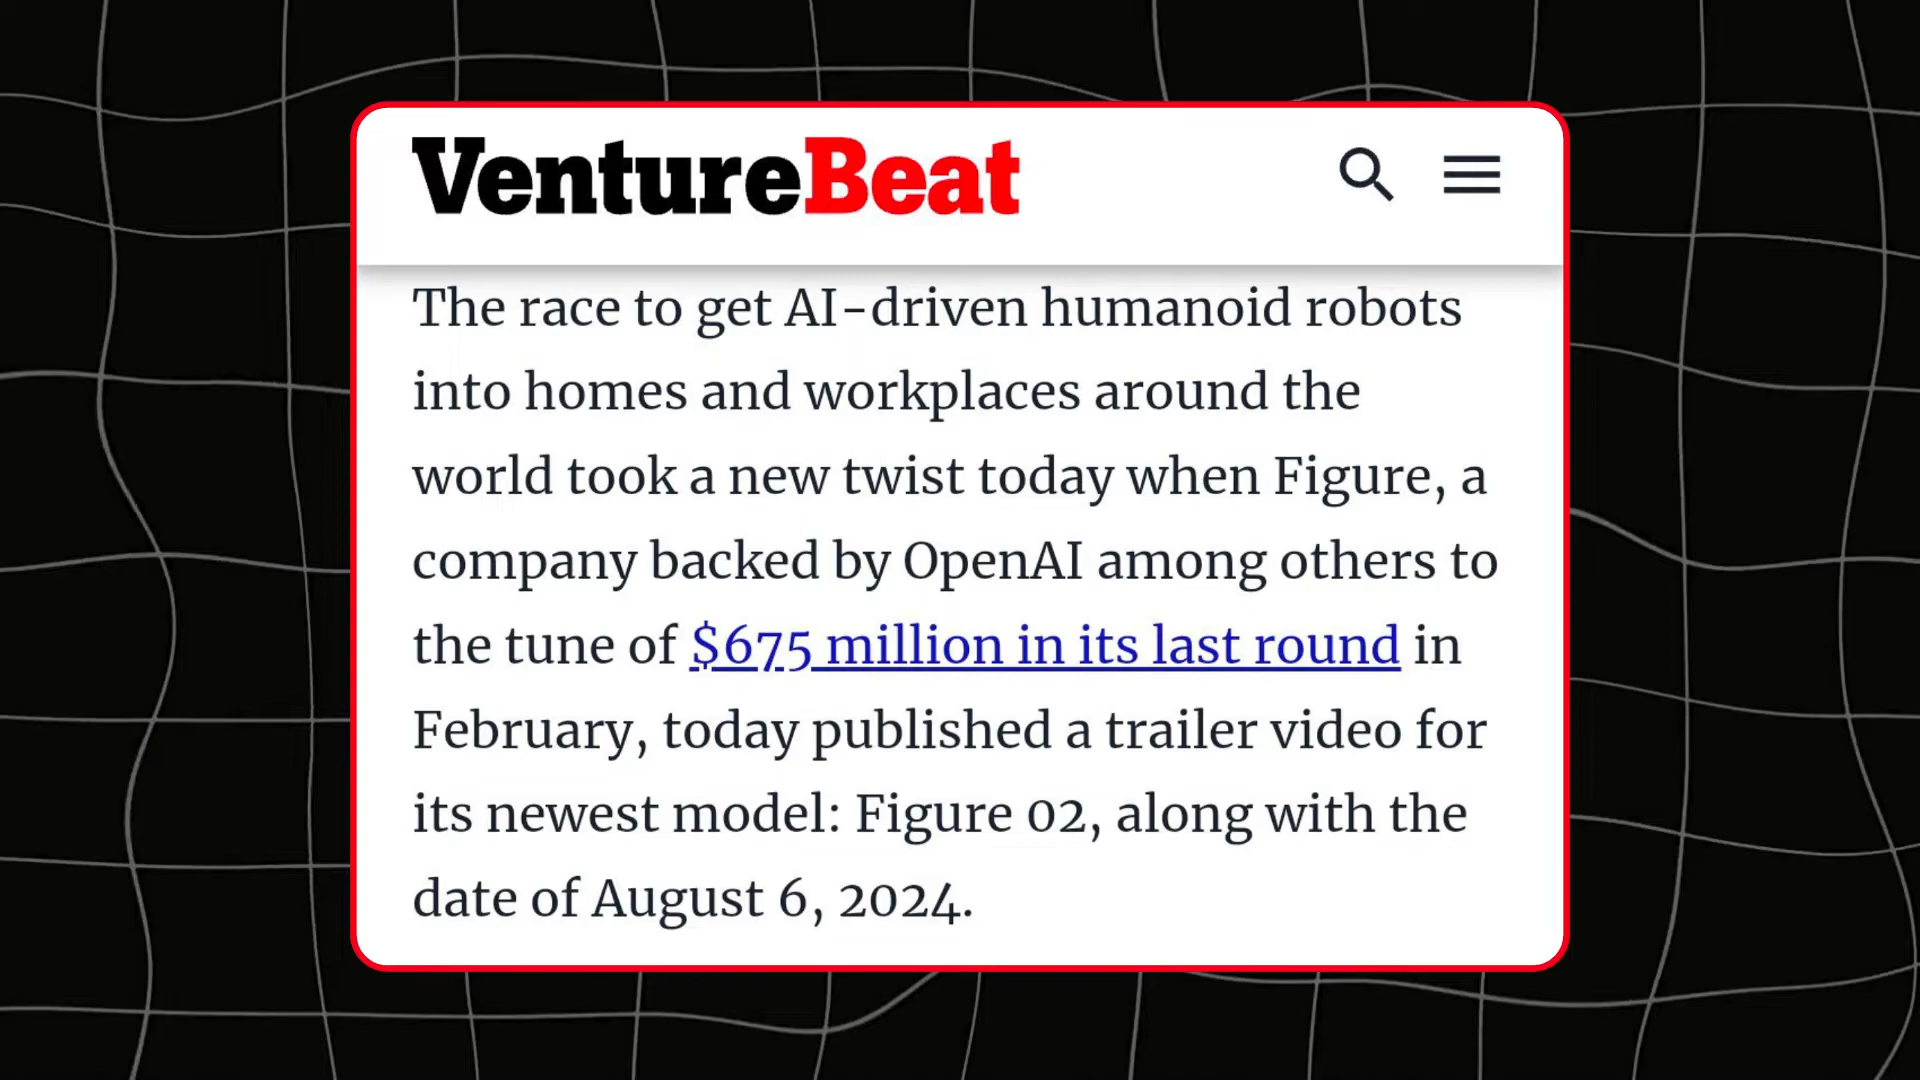 VentureBeat
The race to get AI-driven humanoid robots
into homes and workplaces around the
world took a new twist today when Figure, a
company backed by OpenAI among others to
the tune of $675 million in its last round in
February, today published a trailer video for
its newest model: Figure 02, along with the
date of August 6, 2024.